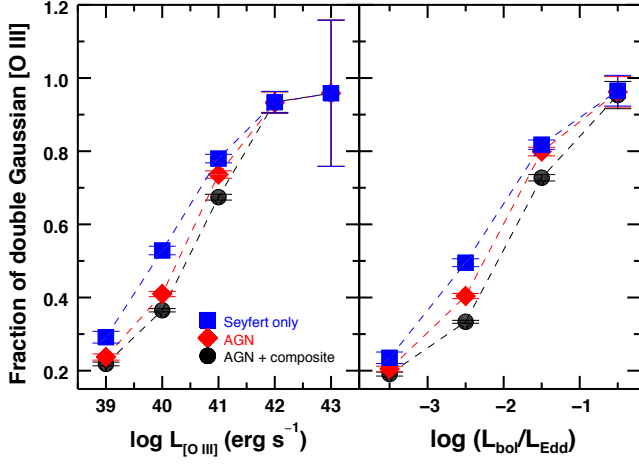 Fraction of double Gaussian [O III]
1.2
1.0
0.8
0.6
0.4
0.2
Seyfert only
AGN
AGN + composite
39 40 41 42 43
log L[O III] (erg s⁻¹)
−3 −2 −1 0
log (Lbol/LEdd)